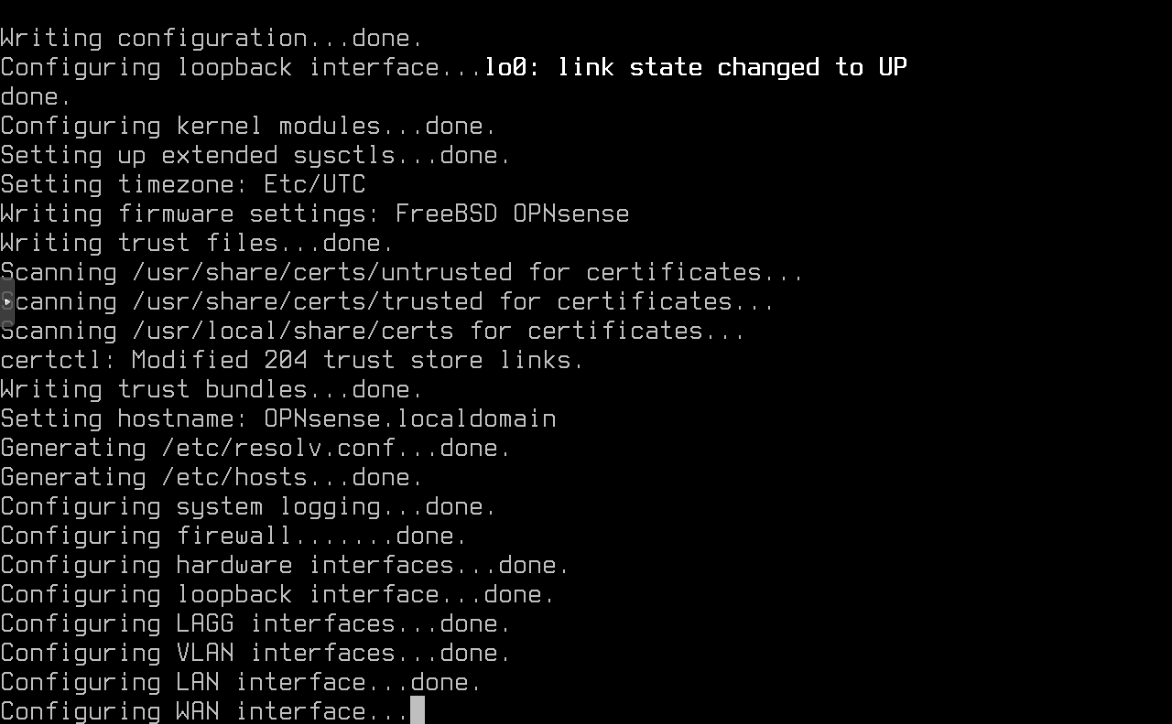 Writing configuration...done.
Configuring loopback interface...lo0: link state changed to UP
done.
Configuring kernel modules...done.
Setting up extended sysctls...done.
Setting timezone: Etc/UTC
Writing firmware settings: FreeBSD OPNsense
Writing trust files...done.
Scanning /usr/share/certs/untrusted for certificates...
Scanning /usr/share/certs/trusted for certificates...
Scanning /usr/local/share/certs for certificates...
certctl: Modified 204 trust store links.
Writing trust bundles...done.
Setting hostname: OPNsense.localdomain
Generating /etc/resolv.conf...done.
Generating /etc/hosts...done.
Configuring system logging...done.
Configuring firewall.......done.
Configuring hardware interfaces...done.
Configuring loopback interface...done.
Configuring LAGG interfaces...done.
Configuring VLAN interfaces...done.
Configuring LAN interface...done.
Configuring WAN interface...